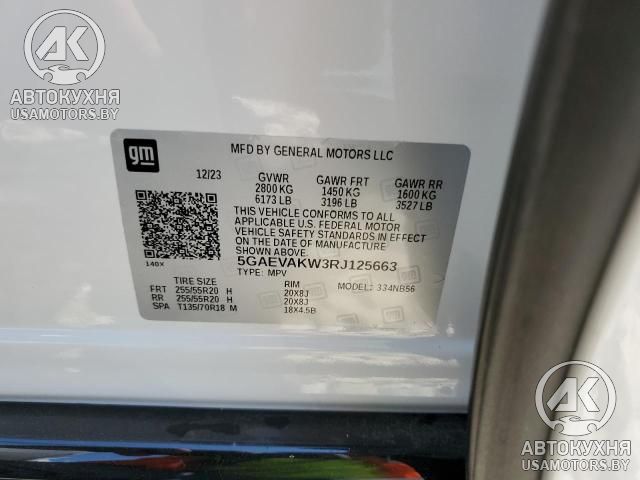 AK
АВТОКУХНЯ
USAMOTORS.BY
gm
MFD BY GENERAL MOTORS LLC
12/23 GVWR GAWR FRT GAWR RR
2800 KG 1450 KG 1600 KG
6173 LB 3196 LB 3527 LB
THIS VEHICLE CONFORMS TO ALL
APPLICABLE U.S. FEDERAL MOTOR
VEHICLE SAFETY STANDARDS IN EFFECT
ON THE DATE OF MANUFACTURE
SHOWN ABOVE.
5GAEVAKW3RJ125663
140X TYPE: MPV
TIRE SIZE RIM MODEL: 334NB56
FRT 255/55R20 H 20X8J
RR 255/55R20 H 20X8J
SPA T135/70R18 M 18X4.5B
AK
АВТОКУХНЯ
USAMOTORS.BY